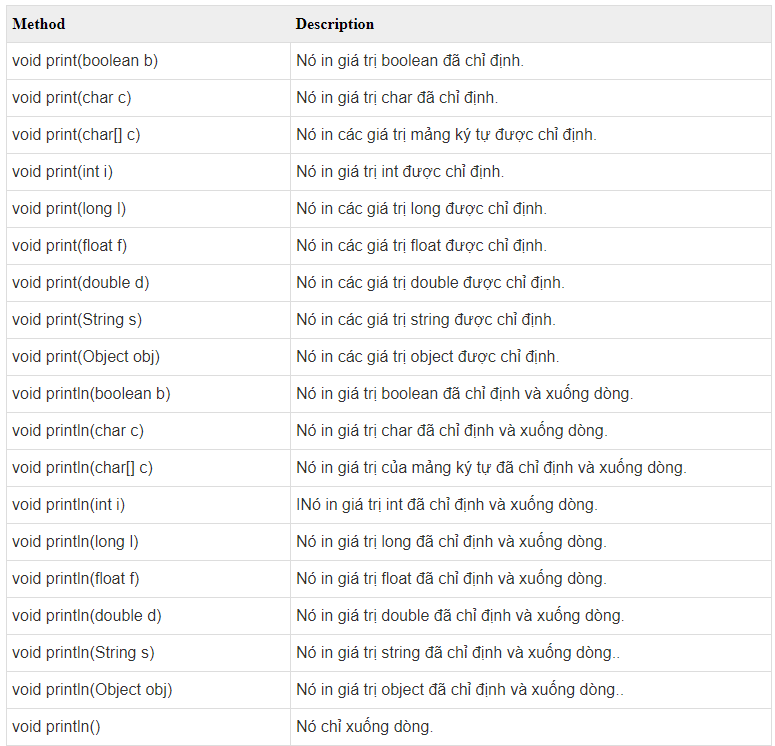 Method Description
void print(boolean b) Nó in giá trị boolean đã chỉ định.
void print(char c) Nó in giá trị char đã chỉ định.
void print(char[] c) Nó in các giá trị mảng ký tự được chỉ định.
void print(int i) Nó in giá trị int được chỉ định.
void print(long l) Nó in các giá trị long được chỉ định.
void print(float f) Nó in các giá trị float được chỉ định.
void print(double d) Nó in các giá trị double được chỉ định.
void print(String s) Nó in các giá trị string được chỉ định.
void print(Object obj) Nó in các giá trị object được chỉ định.
void println(boolean b) Nó in giá trị boolean đã chỉ định và xuống dòng.
void println(char c) Nó in giá trị char đã chỉ định và xuống dòng.
void println(char[] c) Nó in giá trị của mảng ký tự đã chỉ định và xuống dòng.
void println(int i) INó in giá trị int đã chỉ định và xuống dòng.
void println(long l) Nó in giá trị long đã chỉ định và xuống dòng.
void println(float f) Nó in giá trị float đã chỉ định và xuống dòng.
void println(double d) Nó in giá trị double đã chỉ định và xuống dòng.
void println(String s) Nó in giá trị string đã chỉ định và xuống dòng..
void println(Object obj) Nó in giá trị object đã chỉ định và xuống dòng..
void println() Nó chỉ xuống dòng.